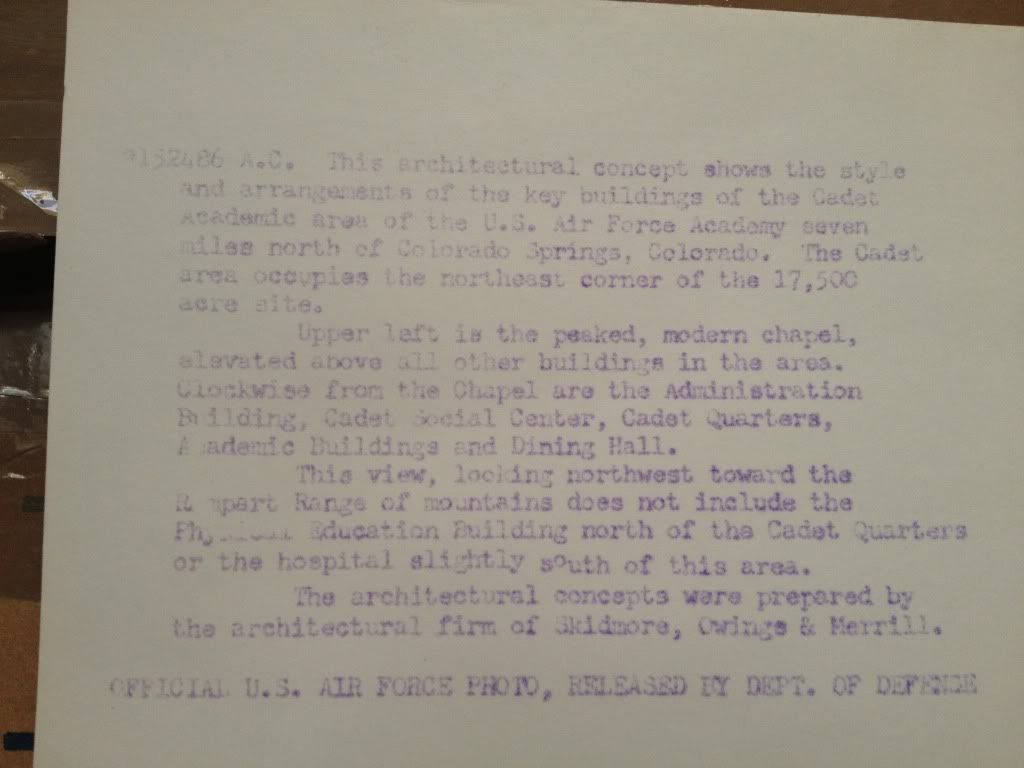 152486 A.C. This architectural concept shows the style
and arrangements of the key buildings of the Cadet
Academic area of the U.S. Air Force Academy seven
miles north of Colorado Springs, Colorado. The Cadet
area occupies the northeast corner of the 17,500
acre site.
Upper left is the peaked, modern chapel,
elevated above all other buildings in the area.
Clockwise from the Chapel are the Administration
Building, Cadet Social Center, Cadet Quarters,
Academic Buildings and Dining Hall.
This view, looking northwest toward the
Rampart Range of mountains does not include the
Physical Education Building north of the Cadet Quarters
or the hospital slightly south of this area.
The architectural concepts were prepared by
the architectural firm of Skidmore, Owings & Merrill.
OFFICIAL U.S. AIR FORCE PHOTO, RELEASED BY DEPT. OF DEFENCE